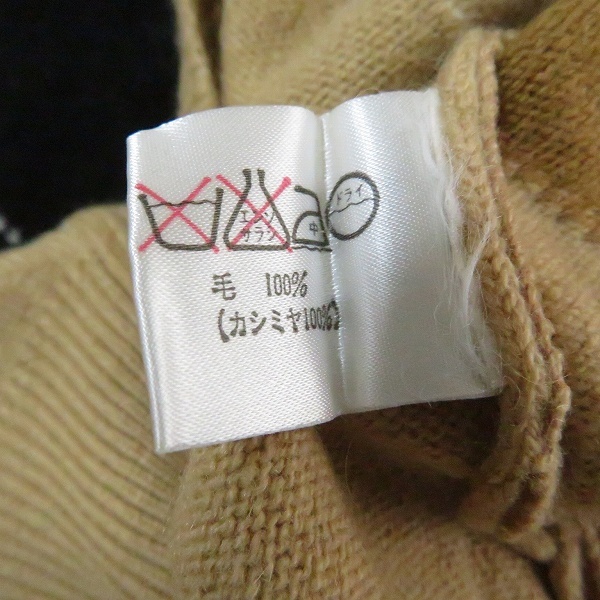 エンソ
サラシ
中
ドライ
毛 100%
(カシミヤ100%)